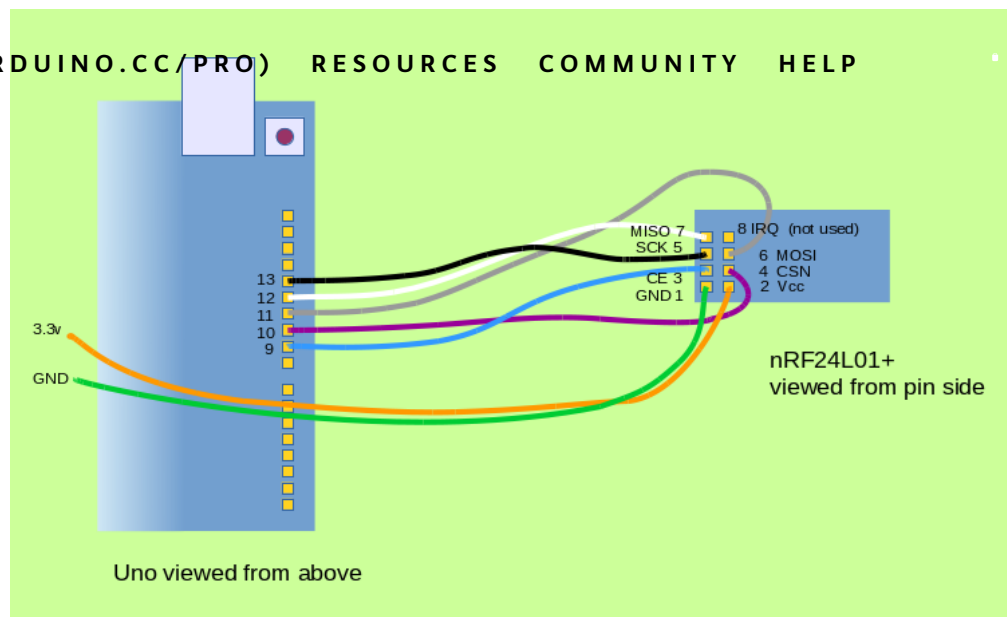 RDUINO.CC/PRO) RESOURCES COMMUNITY HELP
MISO 7
8 IRQ (not used)
SCK 5
6 MOSI
CE 3
4 CSN
GND 1
2 Vcc
13
12
11
10
9
3.3v
GND
nRF24L01+
viewed from pin side
Uno viewed from above